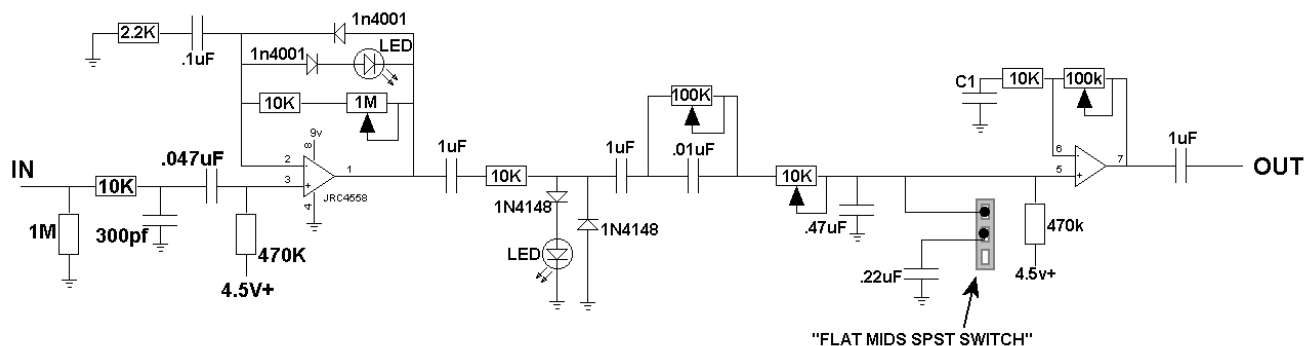 1n4001
2.2K
.1uF
1n4001
LED
10K
1M
9v
8
2
-
3
+
1
4
JRC4558
IN
10K
.047uF
1M
300pf
470K
4.5V+
1uF
10K
1N4148
LED
1N4148
1uF
100K
.01uF
10K
.47uF
.22uF
"FLAT MIDS SPST SWITCH"
C1
10K
100k
6
-
5
+
7
470k
4.5v+
1uF
OUT